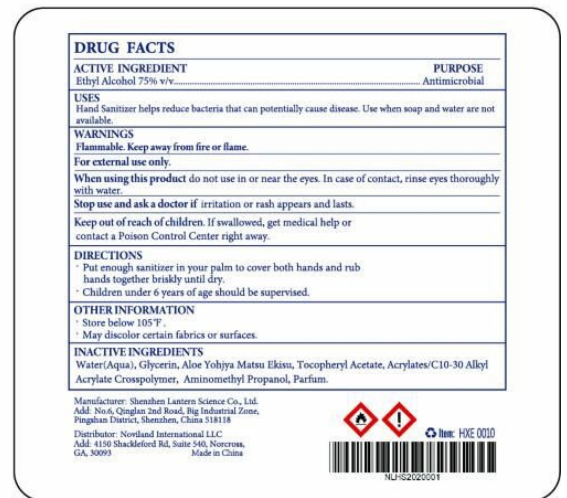 DRUG FACTS
ACTIVE INGREDIENT PURPOSE
Ethyl Alcohol 75% v/v........................................................................................ Antimicrobial
USES
Hand Sanitizer helps reduce bacteria that can potentially cause disease. Use when soap and water are not
available.
WARNINGS
Flammable. Keep away from fire or flame.
For external use only.
When using this product do not use in or near the eyes. In case of contact, rinse eyes thoroughly
with water.
Stop use and ask a doctor if irritation or rash appears and lasts.
Keep out of reach of children. If swallowed, get medical help or
contact a Poison Control Center right away.
DIRECTIONS
· Put enough sanitizer in your palm to cover both hands and rub
hands together briskly until dry.
· Children under 6 years of age should be supervised.
OTHER INFORMATION
· Store below 105°F.
· May discolor certain fabrics or surfaces.
INACTIVE INGREDIENTS
Water(Aqua), Glycerin, Aloe Yohjya Matsu Ekisu, Tocopheryl Acetate, Acrylates/C10-30 Alkyl
Acrylate Crosspolymer, Aminomethyl Propanol, Parfum.
Manufacturer: Shenzhen Lantern Science Co., Ltd.
Add: No.6, Qinglan 2nd Road, Big Industrial Zone,
Pingshan District, Shenzhen, China 518118
Distributor: Noviland International LLC
Add: 4150 Shackleford Rd, Suite 540, Norcross,
GA, 30093 Made in China
Item: HXE 0010
NLHS2020001